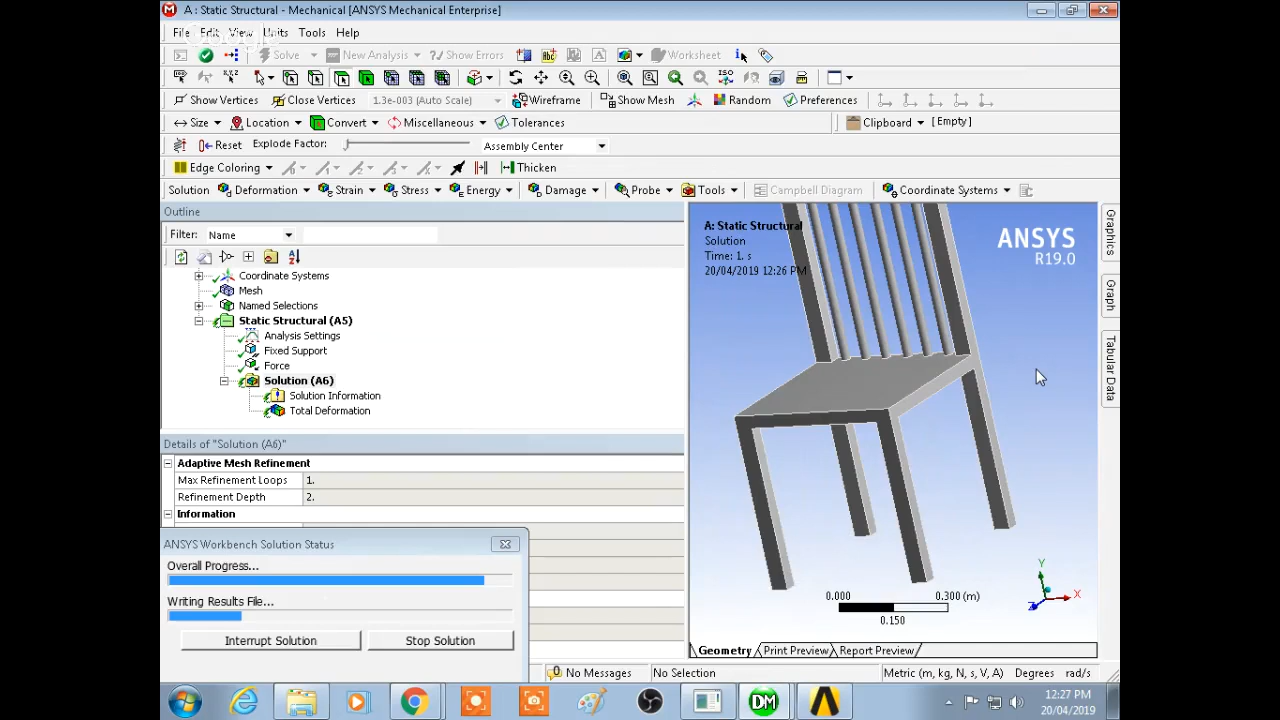 A : Static Structural - Mechanical [ANSYS Mechanical Enterprise]
File Edit View Units Tools Help
Solve New Analysis ? Show Errors Worksheet
Show Vertices Close Vertices 1.3e-003 (Auto Scale) Wireframe Show Mesh Random Preferences
Size Location Convert Miscellaneous Tolerances Clipboard [Empty]
Reset Explode Factor: Assembly Center
Edge Coloring Thicken
Solution Deformation Strain Stress Energy Damage Probe Tools Campbell Diagram Coordinate Systems
Outline
Filter: Name
Coordinate Systems
Mesh
Named Selections
Static Structural (A5)
Analysis Settings
Fixed Support
Force
Solution (A6)
Solution Information
Total Deformation
Details of "Solution (A6)"
Adaptive Mesh Refinement
Max Refinement Loops 1.
Refinement Depth 2.
Information
ANSYS Workbench Solution Status
Overall Progress...
Writing Results File...
Interrupt Solution Stop Solution
A: Static Structural
Solution
Time: 1. s
20/04/2019 12:26 PM
ANSYS
R19.0
Graphics
Graph
Tabular Data
Y
X
Z
0.000 0.300 (m)
0.150
Geometry Print Preview Report Preview
No Messages No Selection Metric (m, kg, N, s, V, A) Degrees rad/s
DM
12:27 PM
20/04/2019